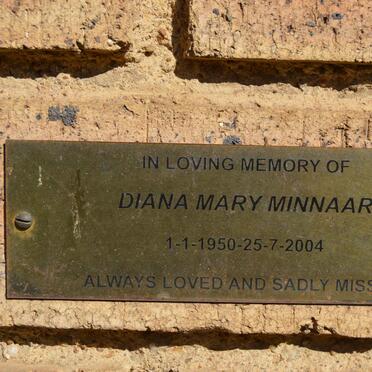 IN LOVING MEMORY OF
DIANA MARY MINNAAR
1-1-1950-25-7-2004
ALWAYS LOVED AND SADLY MISS